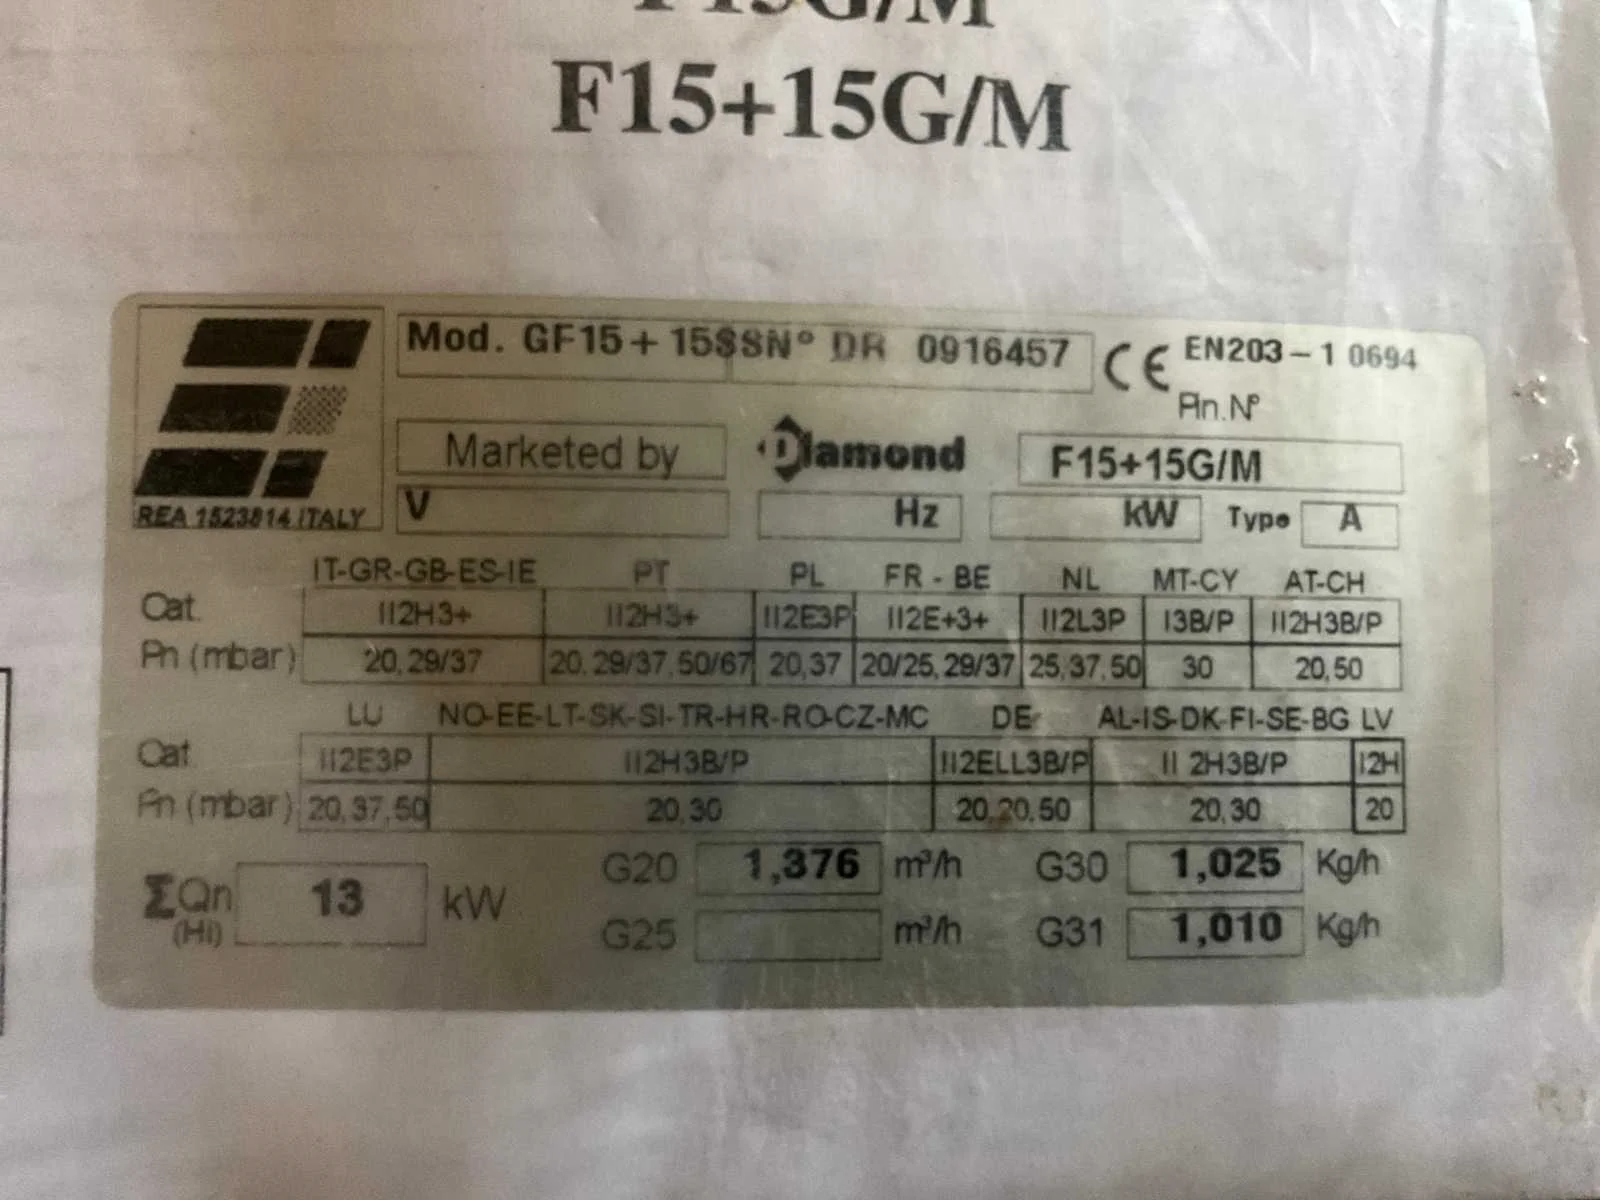 F15G/M
F15+15G/M
Mod. GF15+15S SN° DR 0916457
CE EN203-1 0694
Pin.N°
Marketed by Diamond F15+15G/M
V Hz kW Type A
REA 1523814 ITALY
IT-GR-GB-ES-IE PT PL FR - BE NL MT-CY AT-CH
Cat. II2H3+ II2H3+ II2E3P II2E+3+ II2L3P I3B/P II2H3B/P
Pn (mbar) 20,29/37 20,29/37,50/67 20,37 20/25,29/37 25,37,50 30 20,50
LU NO-EE-LT-SK-SI-TR-HR-RO-CZ-MC DE AL-IS-DK-FI-SE-BG LV
Cat II2E3P II2H3B/P II2ELL3B/P II 2H3B/P I2H
Pn (mbar) 20,37,50 20,30 20,20,50 20,30 20
ΣQn 13 kW G20 1,376 m³/h G30 1,025 Kg/h
(Hi) G25 m³/h G31 1,010 Kg/h